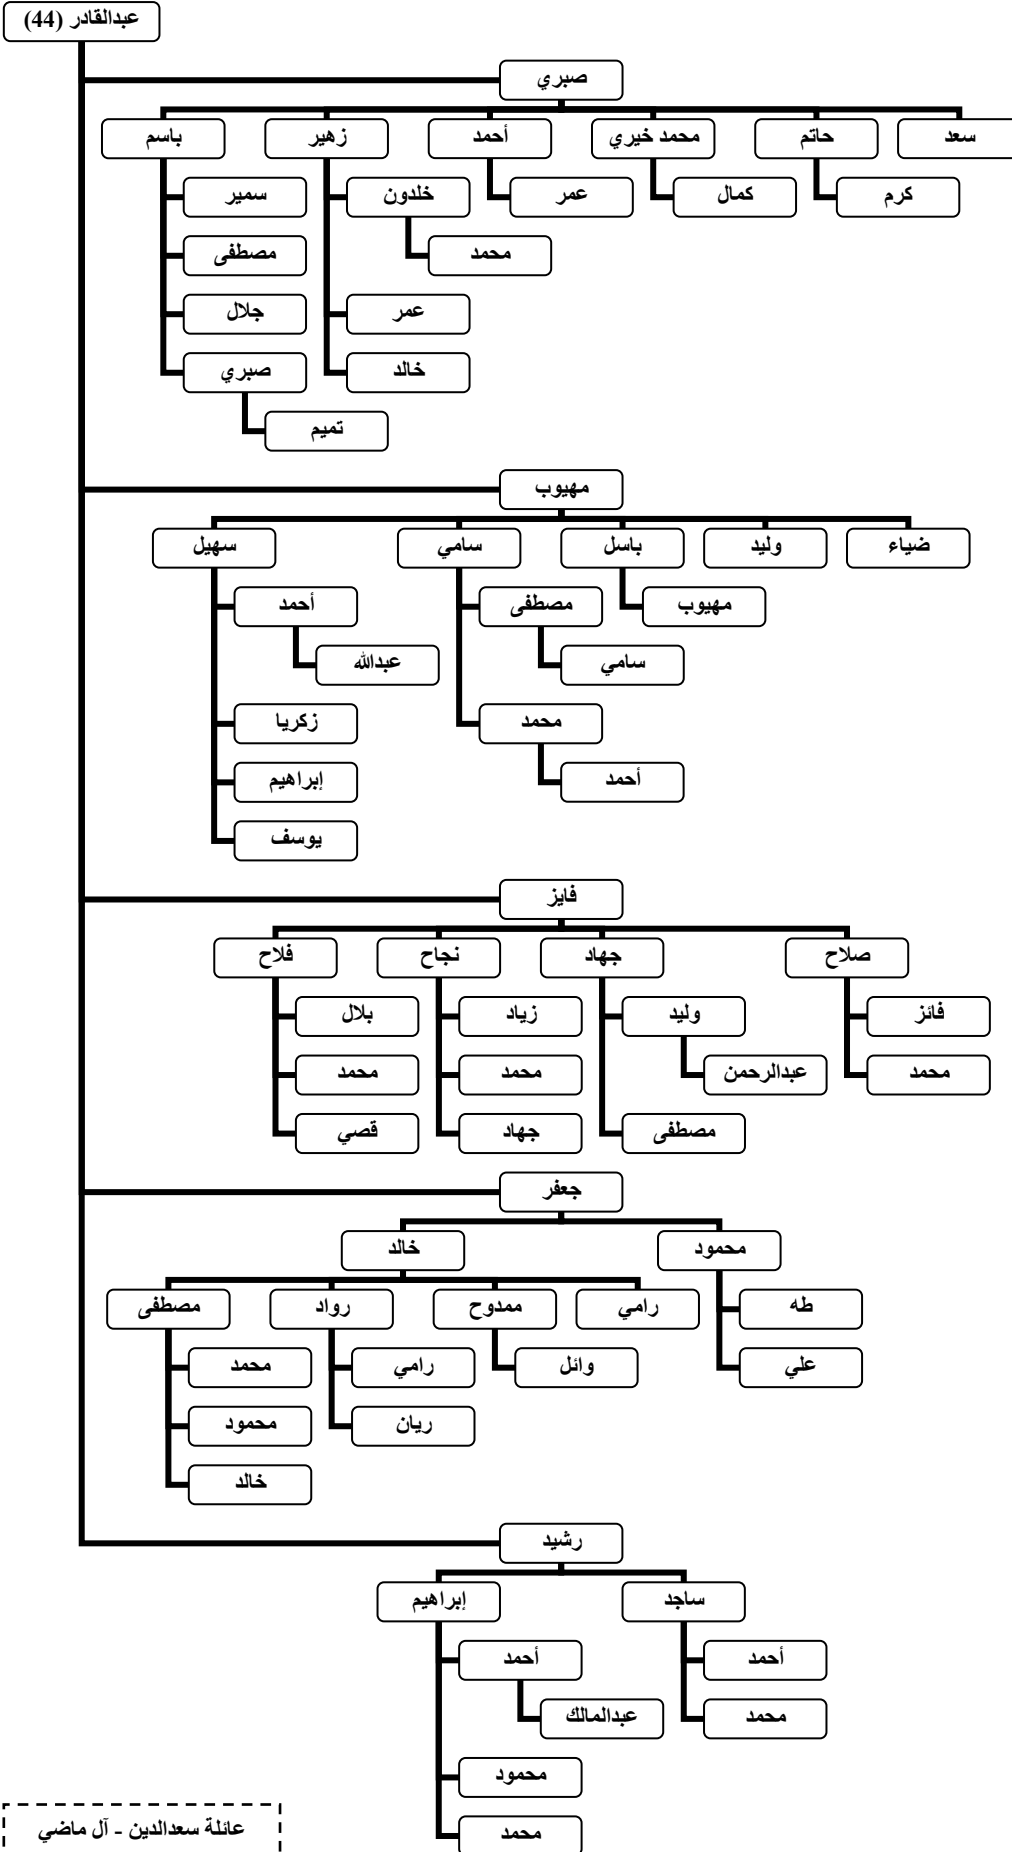 عبدالقادر (44)
صبري
سعد
حاتم
محمد خيري
أحمد
زهير
باسم
كرم
كمال
عمر
خلدون
سمير
محمد
مصطفى
عمر
جلال
خالد
صبري
تميم
مهيوب
ضياء
وليد
باسل
سامي
سهيل
مهيوب
مصطفى
أحمد
سامي
عبدالله
محمد
زكريا
أحمد
إبراهيم
يوسف
فايز
صلاح
جهاد
نجاح
فلاح
فائز
وليد
زياد
بلال
محمد
عبدالرحمن
محمد
محمد
مصطفى
جهاد
قصي
جعفر
محمود
خالد
طه
رامي
ممدوح
رواد
مصطفى
علي
وائل
رامي
محمد
ريان
محمود
خالد
رشيد
ساجد
إبراهيم
أحمد
أحمد
محمد
عبدالمالك
محمود
محمد
عائلة سعدالدين - آل ماضي